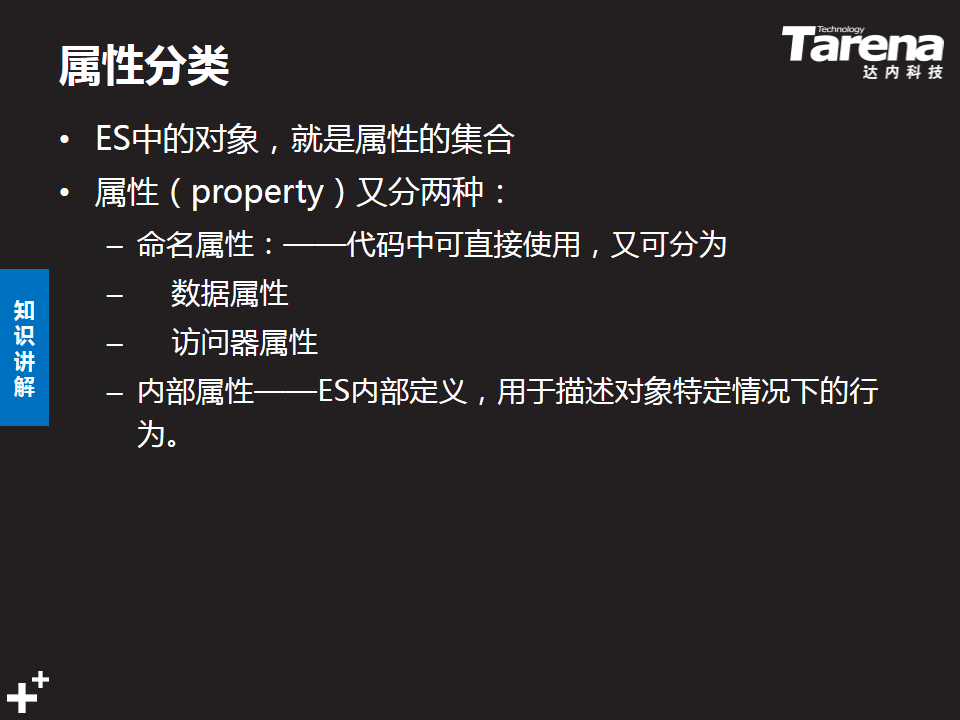 属性分类
Technology
Tarena
达内科技
• ES中的对象，就是属性的集合
• 属性（property）又分两种：
– 命名属性：——代码中可直接使用，又可分为
– 数据属性
– 访问器属性
– 内部属性——ES内部定义，用于描述对象特定情况下的行
为。
知识讲解